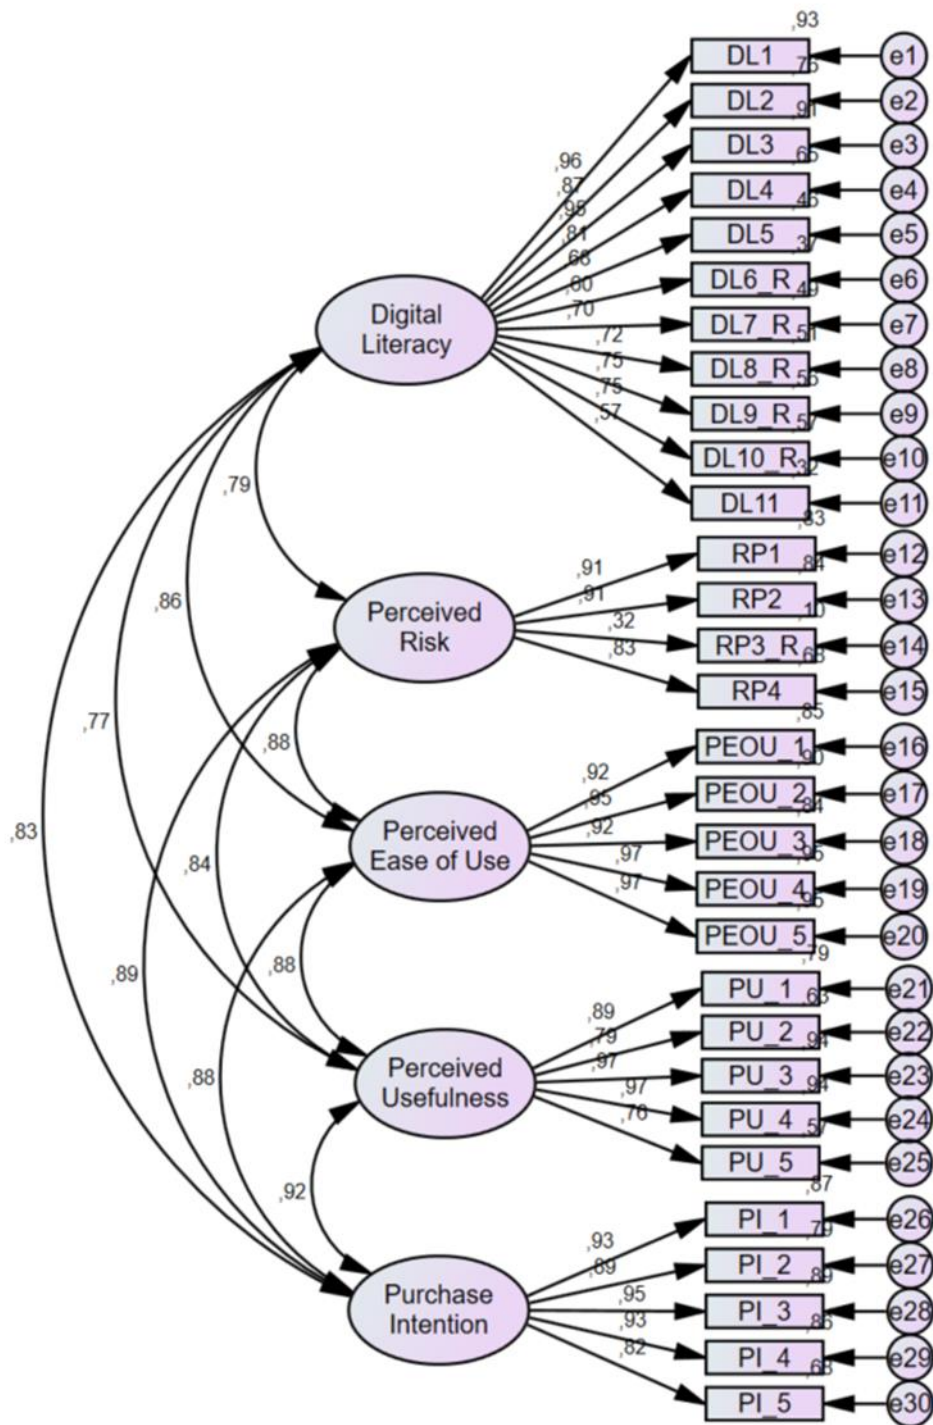 ,93
DL1
e1
,75
DL2
e2
,91
DL3
e3
,65
DL4
e4
,46
DL5
e5
,37
DL6_R
e6
,49
DL7_R
e7
,51
DL8_R
e8
,56
DL9_R
e9
,57
DL10_R
e10
,32
DL11
e11
,96
,87
,95
,81
,68
,60
,70
,72
,75
,75
,57
Digital
Literacy
,79
,83
RP1
e12
,84
RP2
e13
,10
RP3_R
e14
,68
RP4
e15
,91
,91
,32
,83
Perceived
Risk
,86
,77
,88
,85
PEOU_1
e16
,90
PEOU_2
e17
,84
PEOU_3
e18
,95
PEOU_4
e19
,95
PEOU_5
e20
,92
,95
,92
,97
,97
Perceived
Ease of Use
,83
,84
,89
,88
,79
PU_1
e21
,63
PU_2
e22
,94
PU_3
e23
,94
PU_4
e24
,57
PU_5
e25
,89
,79
,97
,97
,76
Perceived
Usefulness
,88
,92
,87
PI_1
e26
,79
PI_2
e27
,89
PI_3
e28
,86
PI_4
e29
,68
PI_5
e30
,93
,89
,95
,93
,82
Purchase
Intention